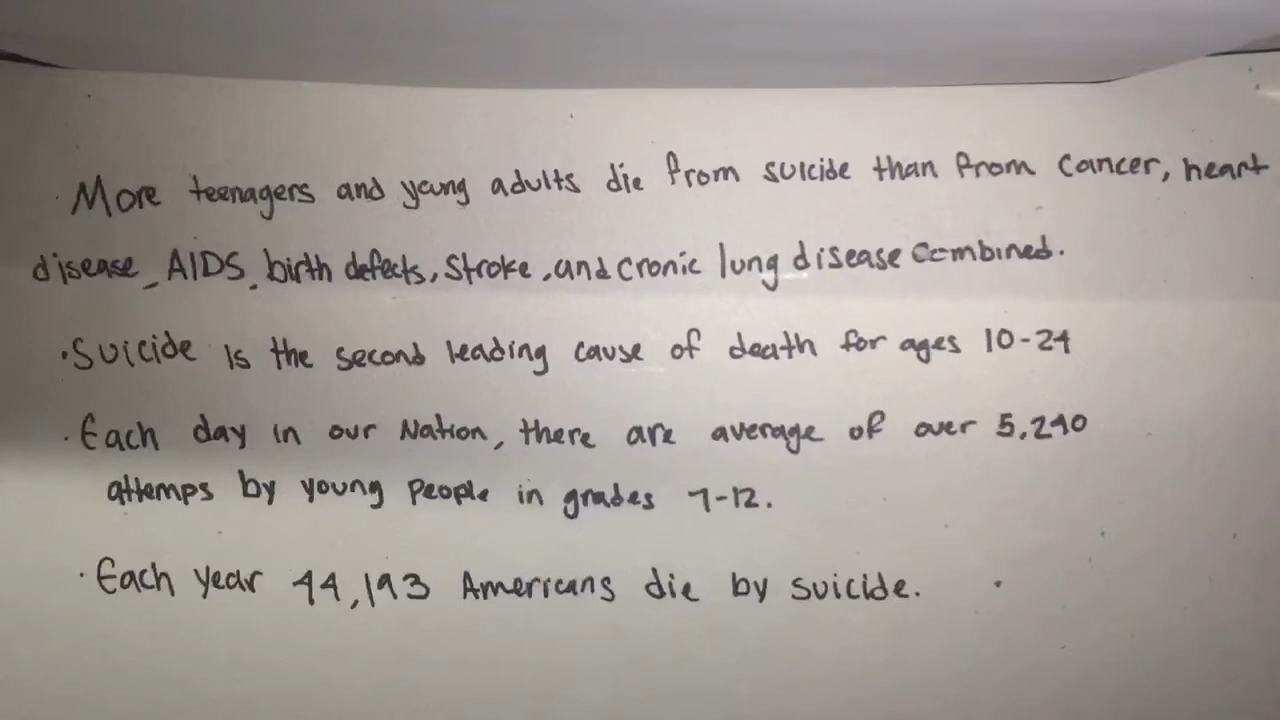 · More teenagers and young adults die from suicide than from cancer, heart
disease, AIDS, birth defects, stroke, and cronic lung disease combined.
· Suicide is the second leading cause of death for ages 10-24
· Each day in our Nation, there are average of over 5,240
attemps by young people in grades 7-12.
· Each year 44,193 Americans die by suicide.